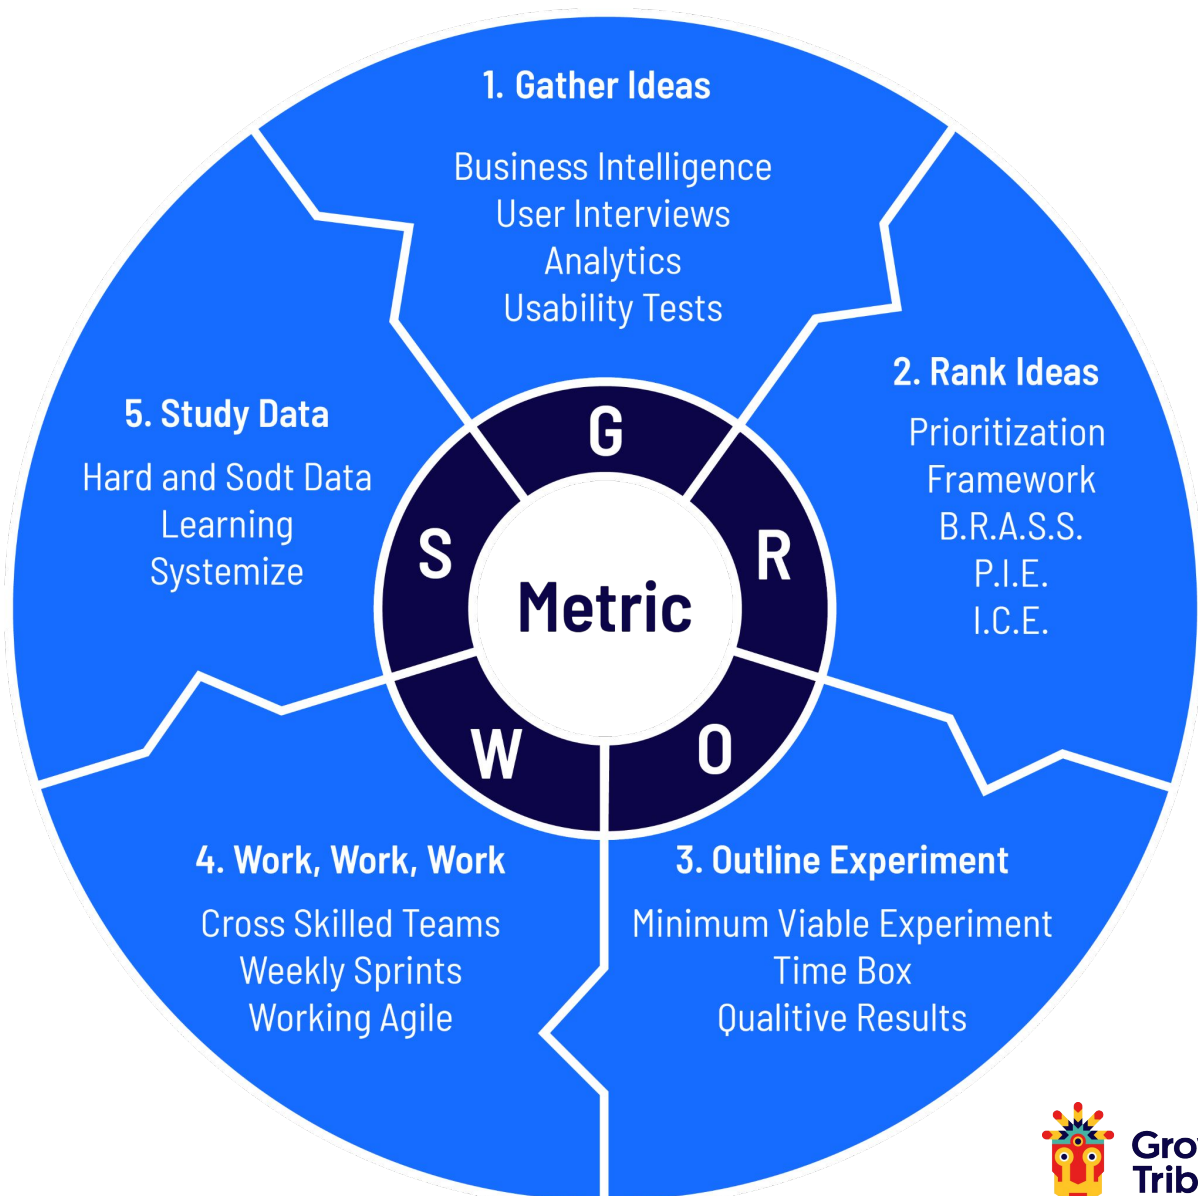 1. Gather Ideas
Business Intelligence
User Interviews
Analytics
Usability Tests
2. Rank Ideas
Prioritization
Framework
B.R.A.S.S.
P.I.E.
I.C.E.
3. Outline Experiment
Minimum Viable Experiment
Time Box
Qualitive Results
4. Work, Work, Work
Cross Skilled Teams
Weekly Sprints
Working Agile
5. Study Data
Hard and Sodt Data
Learning
Systemize
G
R
O
W
S
Metric
Gro
Trib